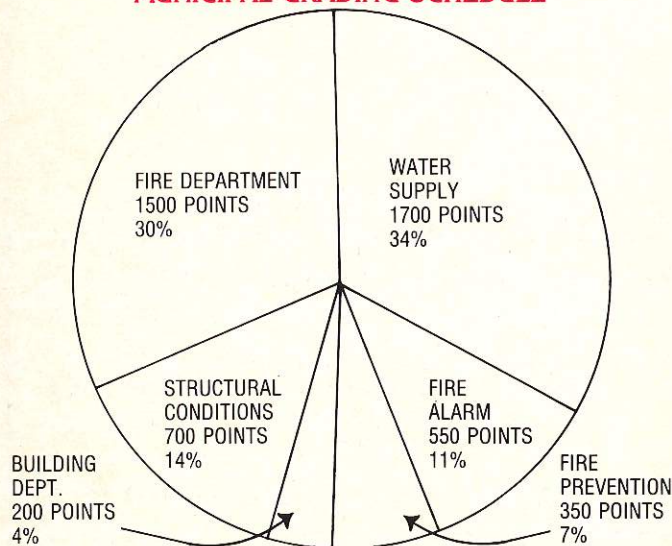 FIRE DEPARTMENT
1500 POINTS
30%
WATER
SUPPLY
1700 POINTS
34%
STRUCTURAL
CONDITIONS
700 POINTS
14%
FIRE
ALARM
550 POINTS
11%
BUILDING
DEPT.
200 POINTS
4%
FIRE
PREVENTION
350 POINTS
7%